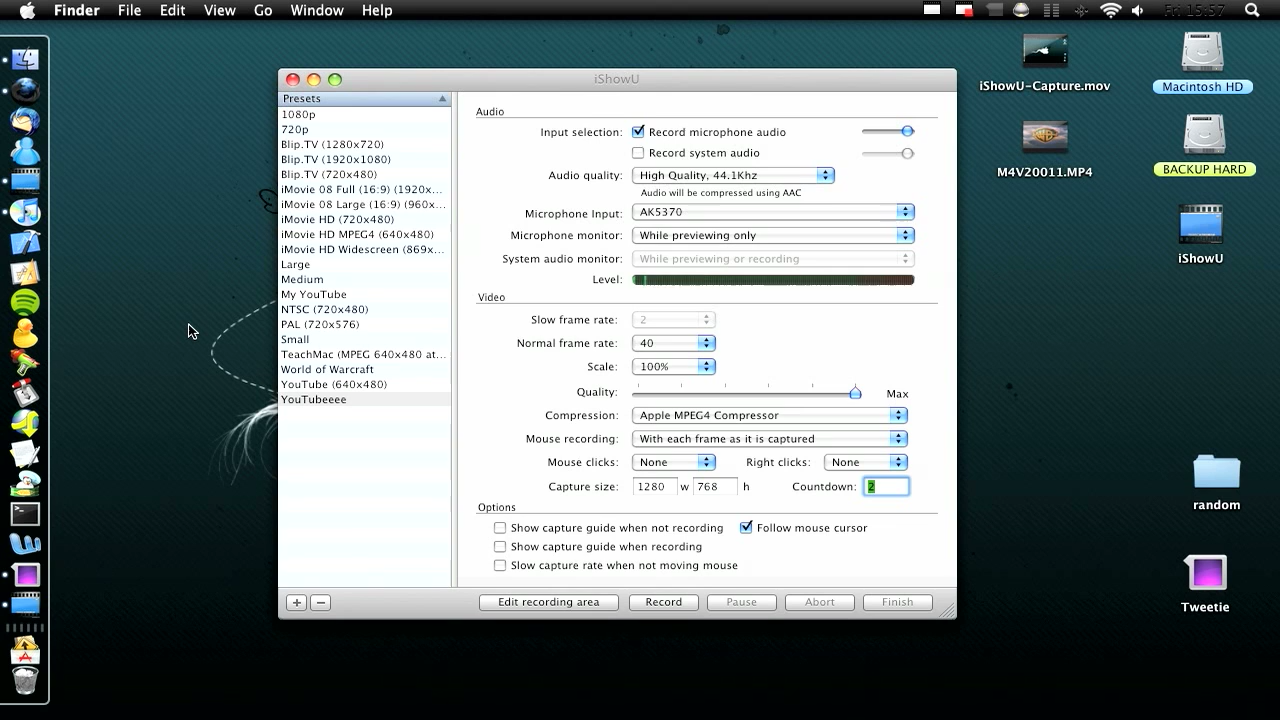 Finder File Edit View Go Window Help Fri 15:57
iShowU
Presets
1080p
720p
Blip.TV (1280x720)
Blip.TV (1920x1080)
Blip.TV (720x480)
iMovie 08 Full (16:9) (1920x...
iMovie 08 Large (16:9) (960x...
iMovie HD (720x480)
iMovie HD MPEG4 (640x480)
iMovie HD Widescreen (869x...
Large
Medium
My YouTube
NTSC (720x480)
PAL (720x576)
Small
TeachMac (MPEG 640x480 at...
World of Warcraft
YouTube (640x480)
YouTubeeee
Audio
Input selection: Record microphone audio
Record system audio
Audio quality: High Quality, 44.1Khz
Audio will be compressed using AAC
Microphone Input: AK5370
Microphone monitor: While previewing only
System audio monitor: While previewing or recording
Level:
Video
Slow frame rate: 2
Normal frame rate: 40
Scale: 100%
Quality: Max
Compression: Apple MPEG4 Compressor
Mouse recording: With each frame as it is captured
Mouse clicks: None Right clicks: None
Capture size: 1280 w 768 h Countdown: 2
Options
Show capture guide when not recording Follow mouse cursor
Show capture guide when recording
Slow capture rate when not moving mouse
+ − Edit recording area Record Pause Abort Finish
iShowU-Capture.mov
Macintosh HD
M4V20011.MP4
BACKUP HARD
iShowU
random
Tweetie